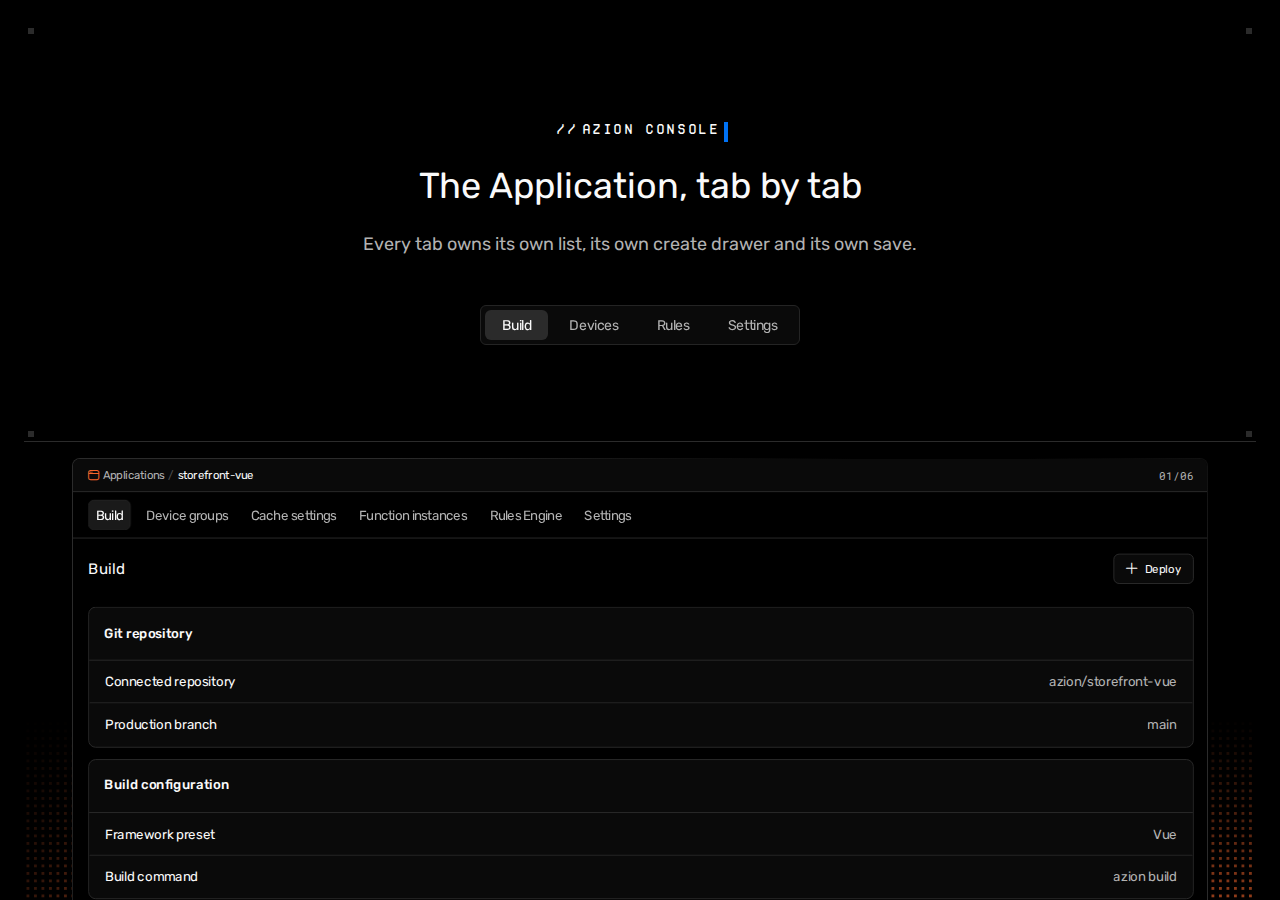 // AZION CONSOLE
The Application, tab by tab
Every tab owns its own list, its own create drawer and its own save.
Build Devices Rules Settings
Applications / storefront-vue 01/06
Build Device groups Cache settings Function instances Rules Engine Settings
Build Deploy
Git repository
Connected repository azion/storefront-vue
Production branch main
Build configuration
Framework preset Vue
Build command azion build